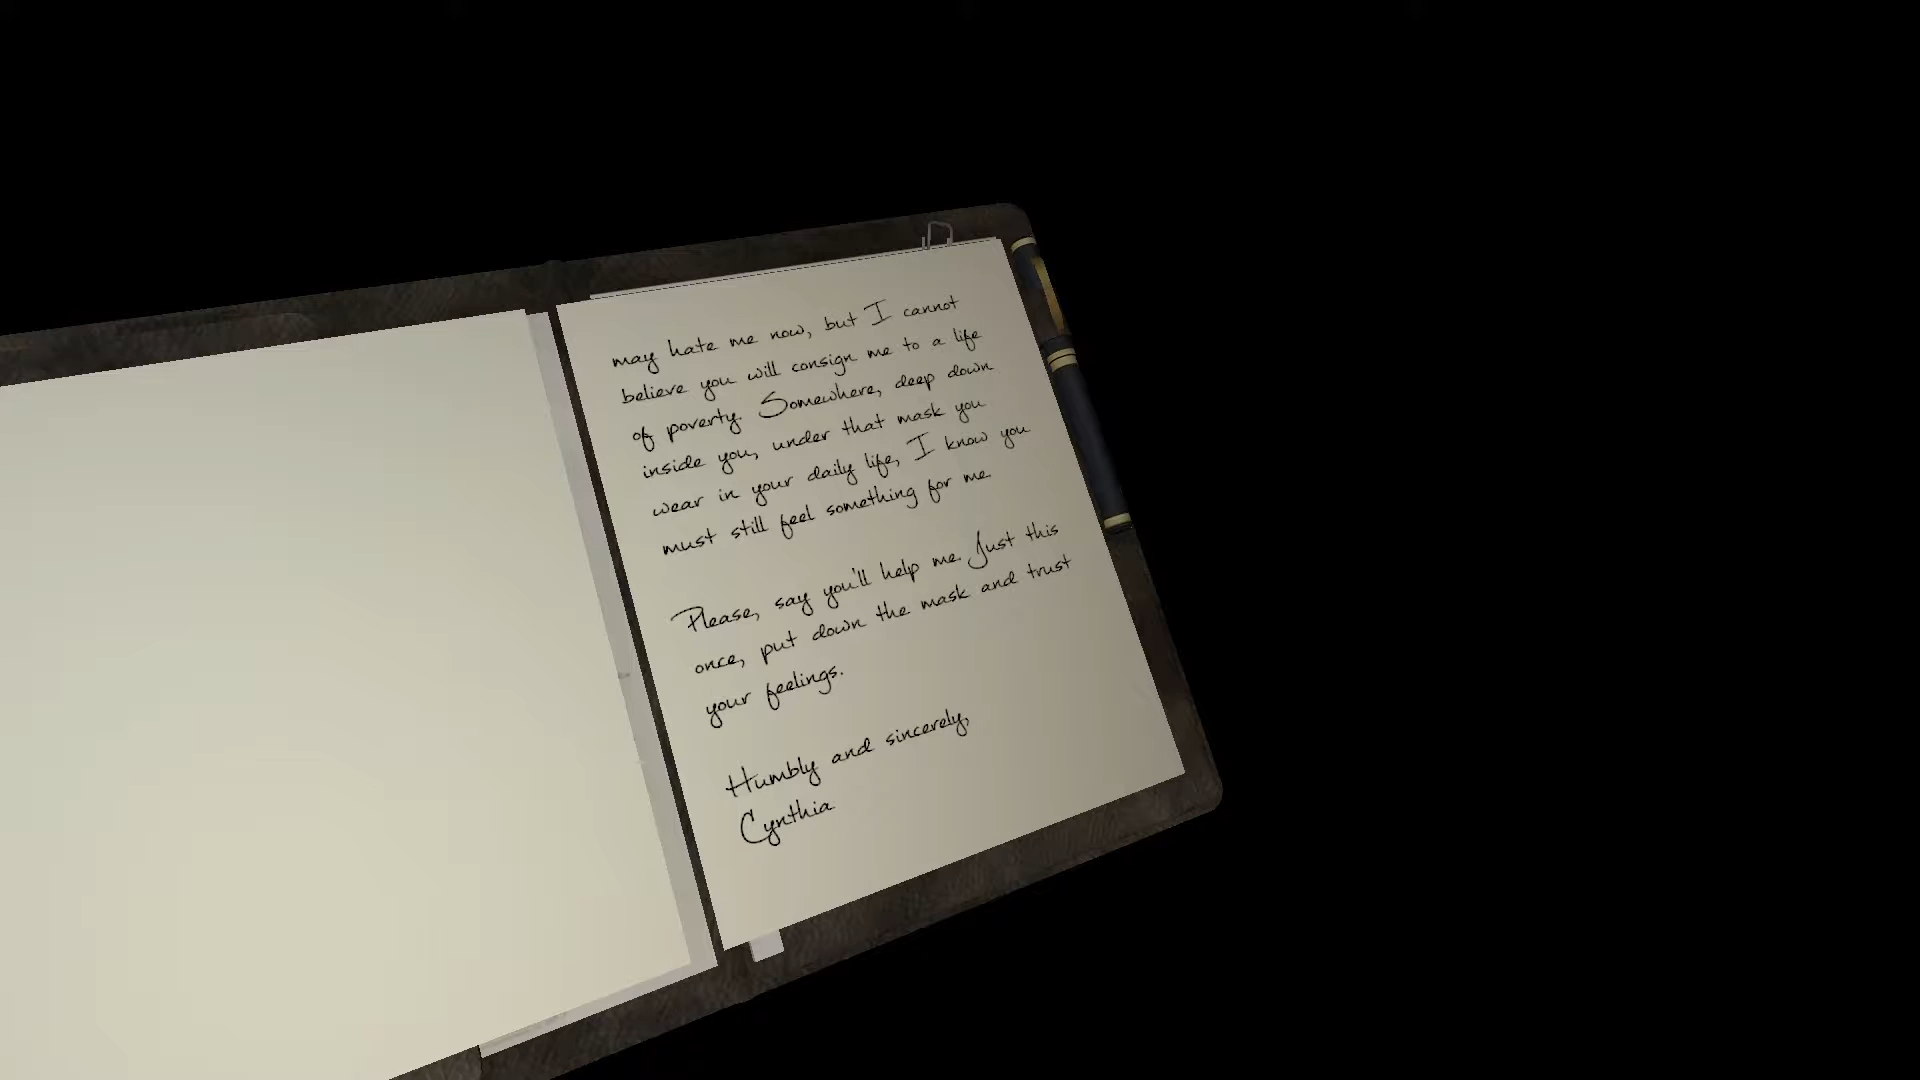 may hate me now, but I cannot
believe you will consign me to a life
of poverty. Somewhere, deep down
inside you, under that mask you
wear in your daily life, I know you
must still feel something for me.
Please, say you'll help me. Just this
once, put down the mask and trust
your feelings.
Humbly and sincerely,
Cynthia